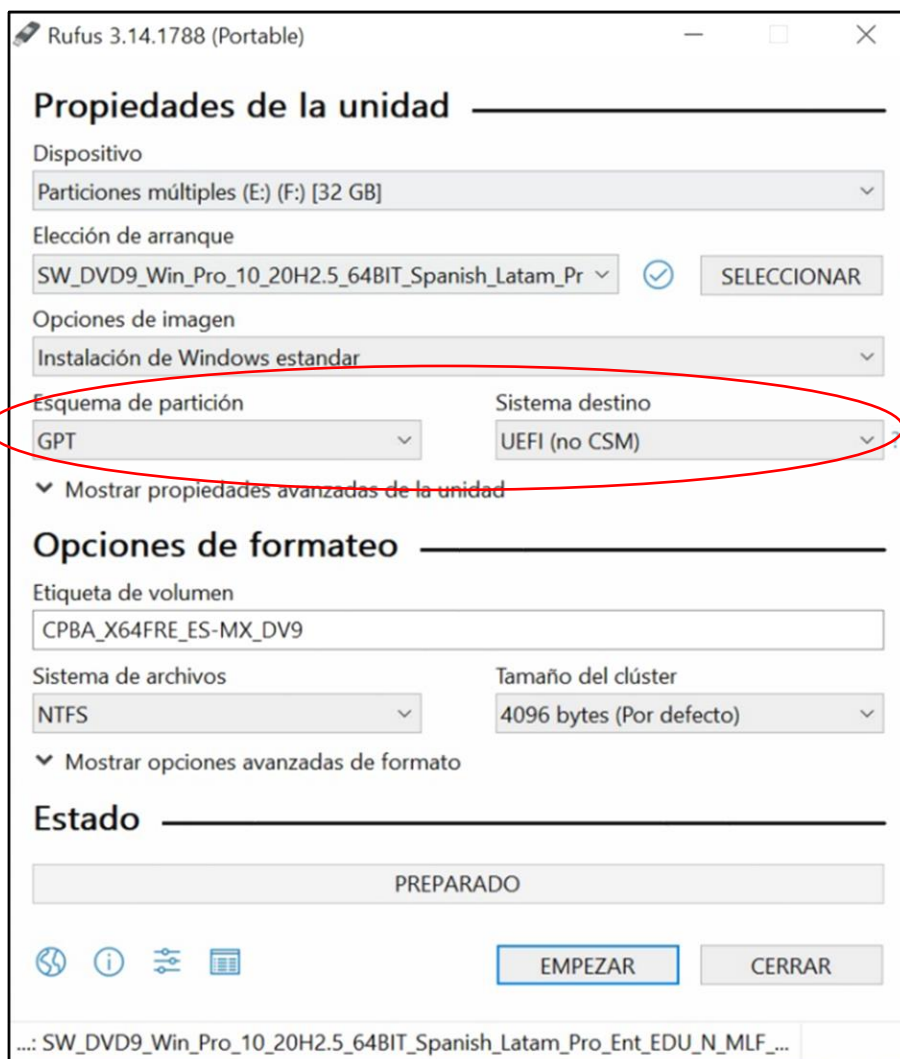 Rufus 3.14.1788 (Portable)
Propiedades de la unidad
Dispositivo
Particiones múltiples (E:) (F:) [32 GB]
Elección de arranque
SW_DVD9_Win_Pro_10_20H2.5_64BIT_Spanish_Latam_Pr SELECCIONAR
Opciones de imagen
Instalación de Windows estandar
Esquema de partición Sistema destino
GPT UEFI (no CSM) ?
Mostrar propiedades avanzadas de la unidad
Opciones de formateo
Etiqueta de volumen
CPBA_X64FRE_ES-MX_DV9
Sistema de archivos Tamaño del clúster
NTFS 4096 bytes (Por defecto)
Mostrar opciones avanzadas de formato
Estado
PREPARADO
EMPEZAR CERRAR
...: SW_DVD9_Win_Pro_10_20H2.5_64BIT_Spanish_Latam_Pro_Ent_EDU_N_MLF_...